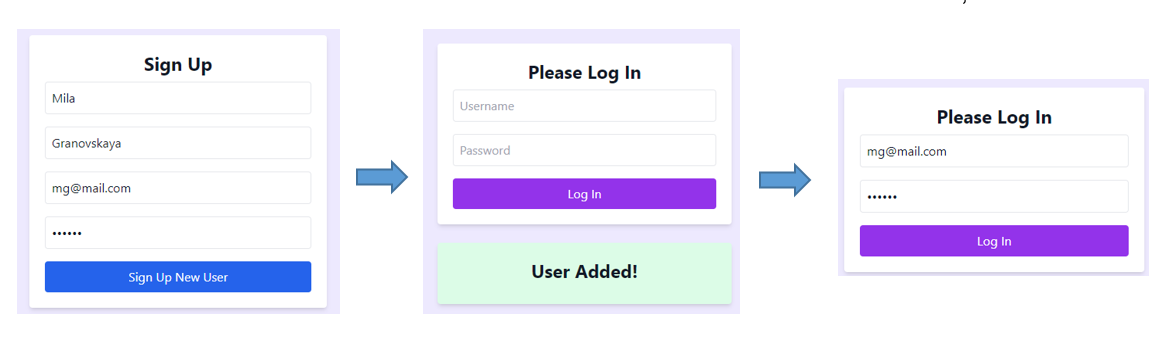 Sign Up
Mila
Granovskaya
mg@mail.com
••••••
Sign Up New User
Please Log In
Username
Password
Log In
User Added!
Please Log In
mg@mail.com
••••••
Log In